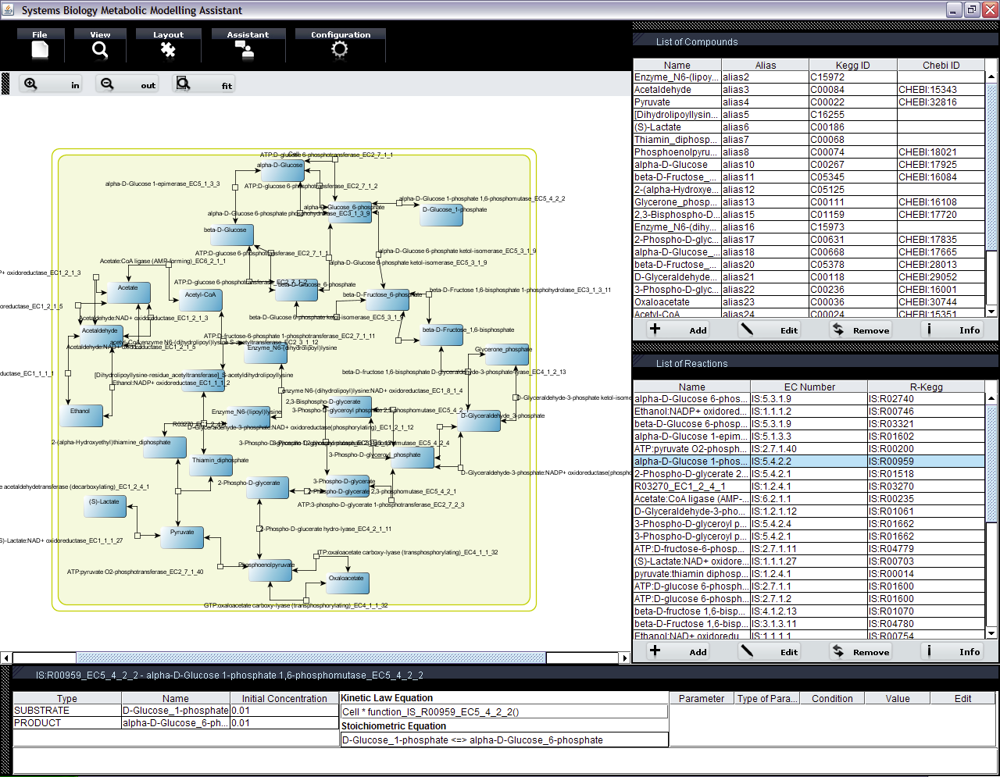 Systems Biology Metabolic Modelling Assistant
File View Layout Assistant Configuration
in out fit
ATP:D-glucose 6-phosphotransferase_EC2_7_1_1
alpha-D-Glucose
alpha-D-Glucose 1-epimerase_EC5_1_3_3
ATP:D-glucose 6-phosphotransferase_EC2_7_1_2
alpha-D-Glucose 1-phosphate 1,6-phosphomutase_EC5_4_2_2
alpha-D-Glucose_6-phosphate
D-Glucose_1-phosphate
alpha-D-Glucose 6-phosphate phosphohydrolase_EC3_1_3_9
beta-D-Glucose
ATP:D-glucose 6-phosphotransferase_EC2_7_1_1
alpha-D-Glucose 6-phosphate ketol-isomerase_EC5_3_1_9
Acetate:CoA ligase (AMP-forming)_EC6_2_1_1
alpha-D-Glucose 6-phosphate ketol-isomerase_EC5_3_1_9
oxidoreductase_EC1_2_1_3
ATP:D-glucose 6-phosphotransferase_EC2_7_1_2
beta-D-Glucose_6-phosphate
Acetate
Acetyl-CoA
beta-D-Fructose_6-phosphate
beta-D-Fructose 1,6-bisphosphate 1-phosphohydrolase_EC3_1_3_11
oreductase_EC1_2_1_5
Acetaldehyde:NAD+ oxidoreductase_EC1_2_1_3
beta-D-Glucose 6-phosphate ketol-isomerase_EC5_3_1_9
Acetaldehyde
beta-D-Fructose_1,6-bisphosphate
ATP:D-fructose-6-phosphate 1-phosphotransferase_EC2_7_1_11
Acetaldehyde:NAD+ oxidoreductase_EC1_2_1_5
acetyl-CoA:enzyme N6-(dihydrolipoyl)lysine S-acetyltransferase_EC2_3_1_12
Enzyme_N6-(dihydrolipoyl)lysine
Glycerone_phosphate
ductase_EC1_1_1_1
[Dihydrolipoyllysine-residue_acetyltransferase]_S-acetyldihydrolipoyllysine
beta-D-fructose 1,6-bisphosphate D-glyceraldehyde-3-phosphate-lyase_EC4_1_2_13
Ethanol:NADP+ oxidoreductase_EC1_1_1_2
enzyme N6-(dihydrolipoyl)lysine:NAD+ oxidoreductase_EC1_8_1_4
D-Glyceraldehyde-3-phosphate ketol-isome
2,3-Bisphospho-D-glycerate
Ethanol
Enzyme_N6-(lipoyl)lysine
D-Glyceraldehyde_3-phosphate
R03270_EC1_2_4_1
D-Glyceraldehyde-3-phosphate:NAD+ oxidoreductase(phosphorylating)_EC1_2_1_12
2-(alpha-Hydroxyethyl)thiamine_diphosphate
3-Phospho-D-glyceroyl_phosphate
Thiamin_diphosphate
D-Glyceraldehyde-3-phosphate:NADP+ oxidoreductase(phospho
2-Phospho-D-glycerate
3-Phospho-D-glycerate
e acetaldehydetransferase (decarboxylating)_EC1_2_4_1
2-Phospho-D-glycerate 2,3-phosphomutase_EC5_4_2_1
(S)-Lactate
ATP:3-phospho-D-glycerate 1-phosphotransferase_EC2_7_2_3
Pyruvate
2-Phospho-D-glucerate hydro-lyase_EC4_2_1_11
S)-Lactate:NAD+ oxidoreductase_EC1_1_1_27
ITP:oxaloacetate carboxy-lyase (transphosphorylating)_EC4_1_1_32
Phosphoenolpyruvate
ATP:pyruvate O2-phosphotransferase_EC2_7_1_40
Oxaloacetate
GTP:oxaloacetate carboxy-lyase (transphosphorylating)_EC4_1_1_32
List of Compounds
Name Alias Kegg ID Chebi ID
Enzyme_N6-(lipoy... alias2 C15972
Acetaldehyde alias3 C00084 CHEBI:15343
Pyruvate alias4 C00022 CHEBI:32816
[Dihydrolipoyllysin... alias5 C16255
(S)-Lactate alias6 C00186
Thiamin_diphosp... alias7 C00068
Phosphoenolpyru... alias8 C00074 CHEBI:18021
alpha-D-Glucose alias10 C00267 CHEBI:17925
beta-D-Fructose_... alias11 C05345 CHEBI:16084
2-(alpha-Hydroxye... alias12 C05125
Glycerone_phosp... alias13 C00111 CHEBI:16108
2,3-Bisphospho-D... alias15 C01159 CHEBI:17720
Enzyme_N6-(dihy... alias16 C15973
2-Phospho-D-glyc... alias17 C00631 CHEBI:17835
alpha-D-Glucose_... alias18 C00668 CHEBI:17665
beta-D-Fructose_... alias20 C05378 CHEBI:28013
D-Glyceraldehyde... alias21 C00118 CHEBI:29052
3-Phospho-D-glyc... alias22 C00236 CHEBI:16001
Oxaloacetate alias23 C00036 CHEBI:30744
Acetyl-CoA alias24 C00024 CHEBI:15351
Add Edit Remove Info
List of Reactions
Name EC Number R-Kegg
alpha-D-Glucose 6-phos... IS:5.3.1.9 IS:R02740
Ethanol:NADP+ oxidored... IS:1.1.1.2 IS:R00746
beta-D-Glucose 6-phosp... IS:5.3.1.9 IS:R03321
alpha-D-Glucose 1-epim... IS:5.1.3.3 IS:R01602
ATP:pyruvate O2-phosph... IS:2.7.1.40 IS:R00200
alpha-D-Glucose 1-phos... IS:5.4.2.2 IS:R00959
2-Phospho-D-glycerate 2... IS:5.4.2.1 IS:R01518
R03270_EC1_2_4_1 IS:1.2.4.1 IS:R03270
Acetate:CoA ligase (AMP-... IS:6.2.1.1 IS:R00235
D-Glyceraldehyde-3-pho... IS:1.2.1.12 IS:R01061
3-Phospho-D-glyceroyl p... IS:5.4.2.4 IS:R01662
3-Phospho-D-glyceroyl p... IS:5.4.2.1 IS:R01662
ATP:D-fructose-6-phosp... IS:2.7.1.11 IS:R04779
(S)-Lactate:NAD+ oxidore... IS:1.1.1.27 IS:R00703
pyruvate:thiamin diphosp... IS:1.2.4.1 IS:R00014
ATP:D-glucose 6-phosph... IS:2.7.1.1 IS:R01600
ATP:D-glucose 6-phosph... IS:2.7.1.2 IS:R01600
beta-D-fructose 1,6-bisp... IS:4.1.2.13 IS:R01070
beta-D-Fructose 1,6-bisp... IS:3.1.3.11 IS:R04780
Ethanol:NAD+ oxidoredu... IS:1.1.1.1 IS:R00754
Add Edit Remove Info
IS:R00959_EC5_4_2_2 - alpha-D-Glucose 1-phosphate 1,6-phosphomutase_EC5_4_2_2
Type Name Initial Concentration
SUBSTRATE D-Glucose_1-phosphate 0.01
PRODUCT alpha-D-Glucose_6-ph... 0.01
Kinetic Law Equation
Cell * function_IS_R00959_EC5_4_2_2()
Stoichiometric Equation
D-Glucose_1-phosphate <=> alpha-D-Glucose_6-phosphate
Parameter Type of Para... Condition Value Edit